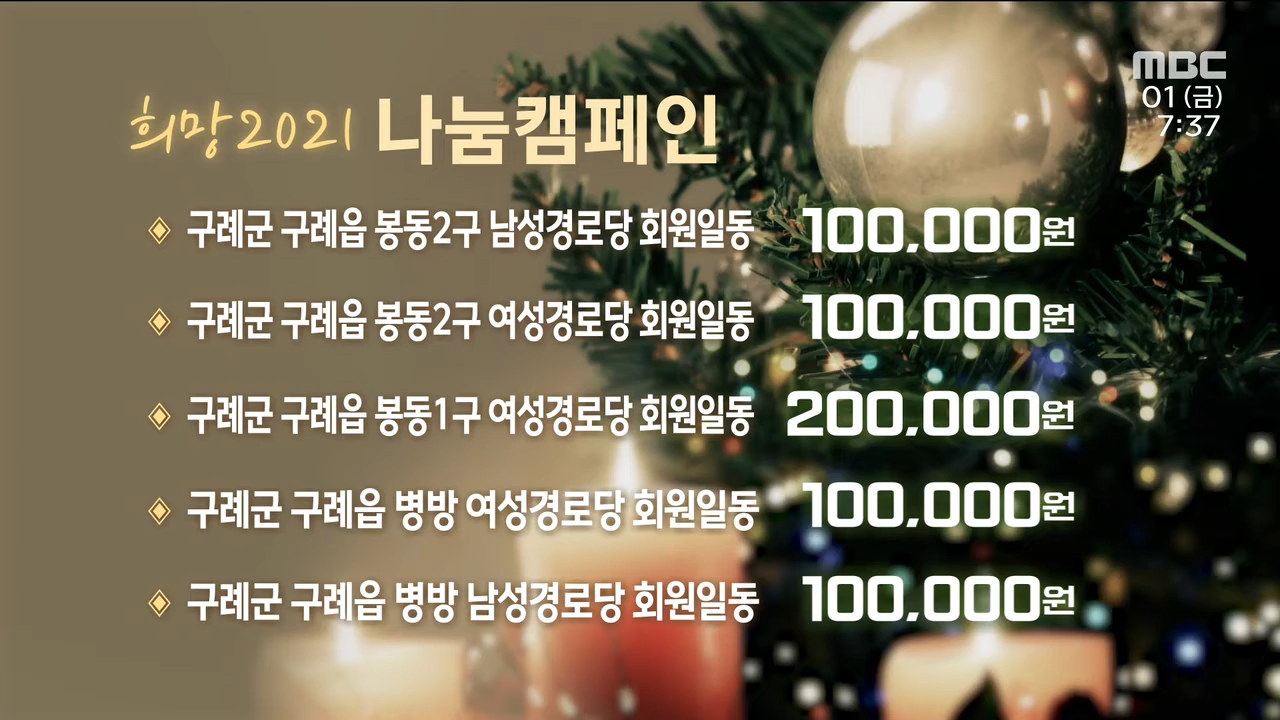 희망2021 나눔캠페인
MBC
01 (금)
7:37
구례군 구례읍 봉동2구 남성경로당 회원일동 100,000원
구례군 구례읍 봉동2구 여성경로당 회원일동 100,000원
구례군 구례읍 봉동1구 여성경로당 회원일동 200,000원
구례군 구례읍 병방 여성경로당 회원일동 100,000원
구례군 구례읍 병방 남성경로당 회원일동 100,000원